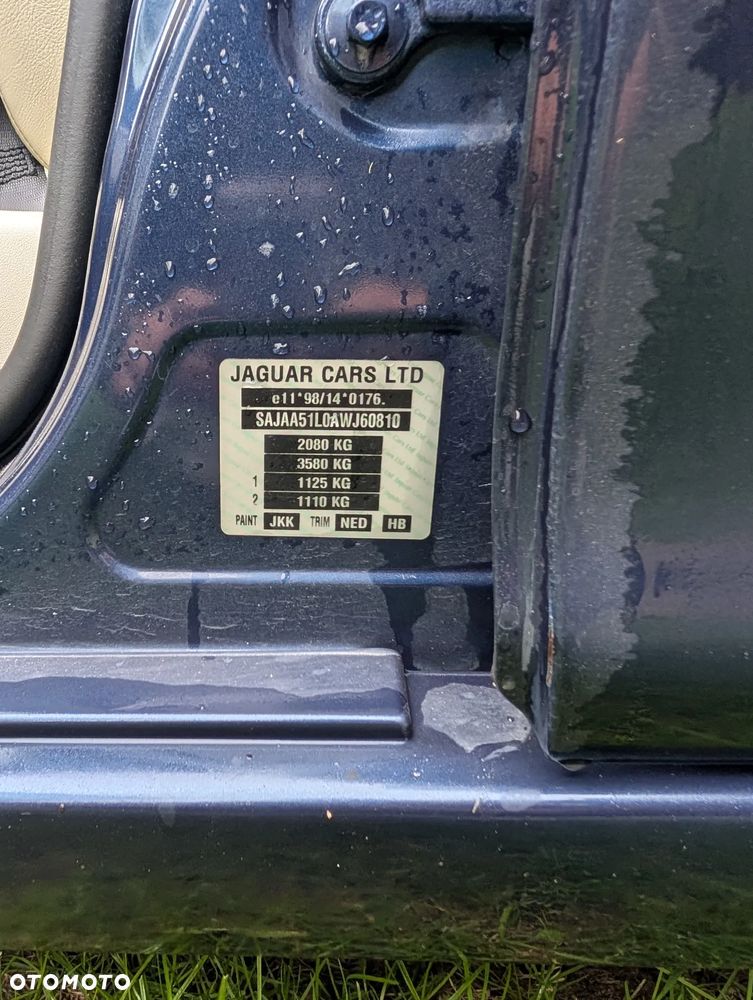 JAGUAR CARS LTD
e11*98/14*0176.
SAJAA51L0AWJ60810
2080 KG
3580 KG
1 1125 KG
2 1110 KG
PAINT JKK TRIM NED HB
OTOMOTO